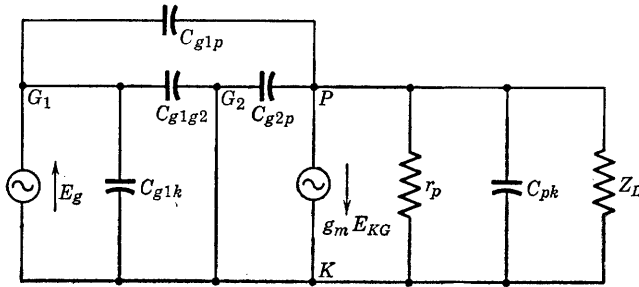 C_{g1p}
G_1
C_{g1g2}
G_2
C_{g2p}
P
E_g
C_{g1k}
g_m E_{KG}
r_p
C_{pk}
Z_L
K